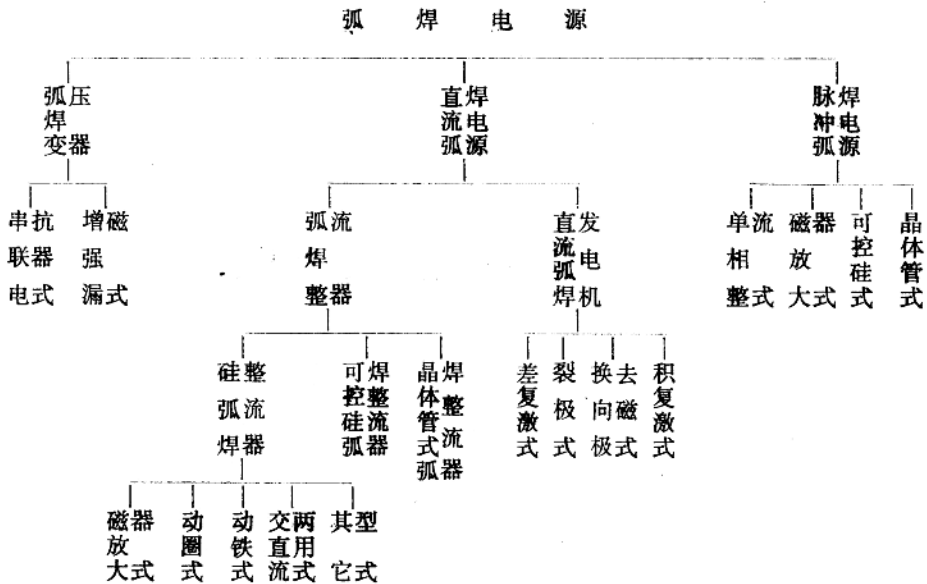 弧焊电源
弧焊变压器
直流弧焊电源
脉冲弧焊电源
串联电抗器式
增强漏磁式
弧焊整流器
直流弧焊发电机
单相整流式
磁放大器式
可控硅式
晶体管式
硅弧焊整流器
可控硅弧焊整流器
晶体管式弧焊整流器
差复激式
裂极式
换向极去磁式
积复激式
磁放大器式
动圈式
动铁式
交直流两用式
其它型式